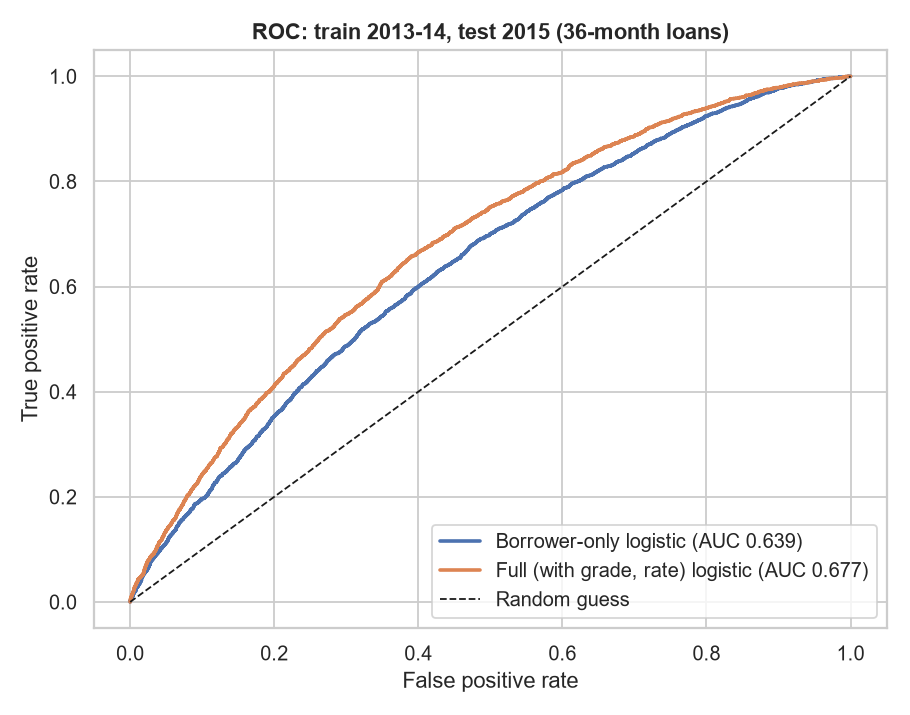 ROC: train 2013-14, test 2015 (36-month loans)
True positive rate
1.0
0.8
0.6
0.4
0.2
0.0
0.0 0.2 0.4 0.6 0.8 1.0
False positive rate
Borrower-only logistic (AUC 0.639)
Full (with grade, rate) logistic (AUC 0.677)
Random guess